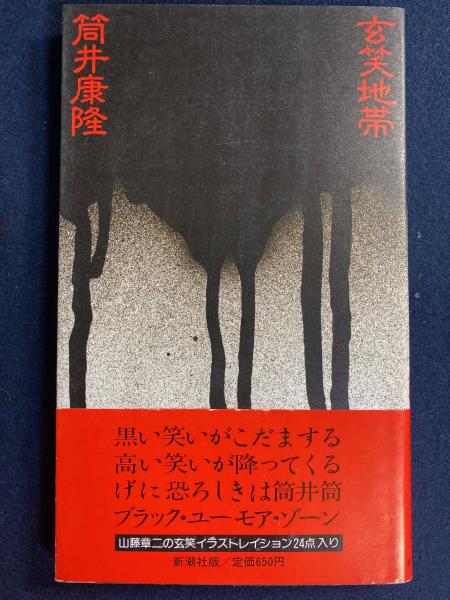 玄笑地帯
筒井康隆
黒い笑いがこだまする
高い笑いが降ってくる
げに恐ろしきは筒井筒
ブラック・ユーモア・ゾーン
山藤章二の玄笑イラストレイション24点入り
新潮社版/定価650円